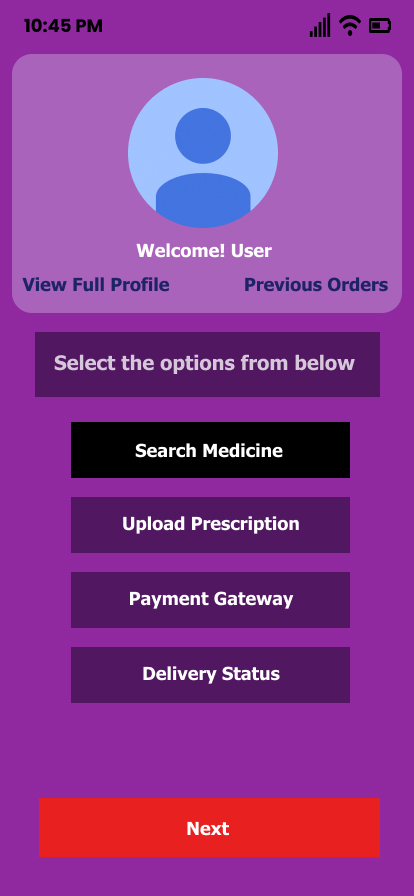 10:45 PM
Welcome! User
View Full Profile
Previous Orders
Select the options from below
Search Medicine
Upload Prescription
Payment Gateway
Delivery Status
Next